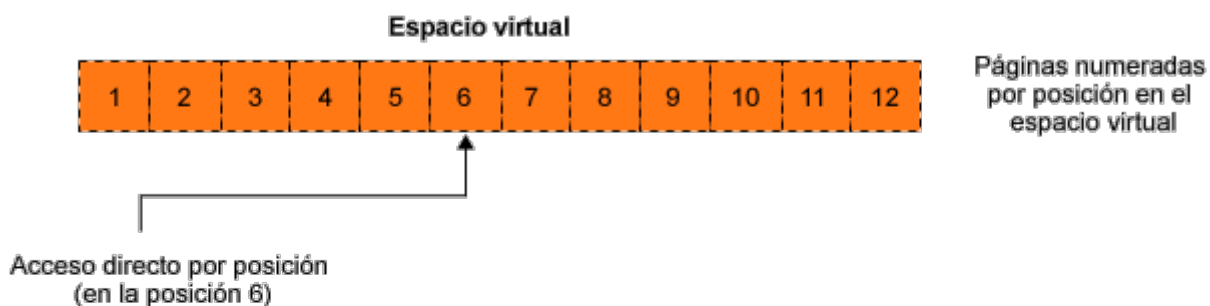 Espacio virtual
1 2 3 4 5 6 7 8 9 10 11 12
Páginas numeradas
por posición en el
espacio virtual
Acceso directo por posición
(en la posición 6)